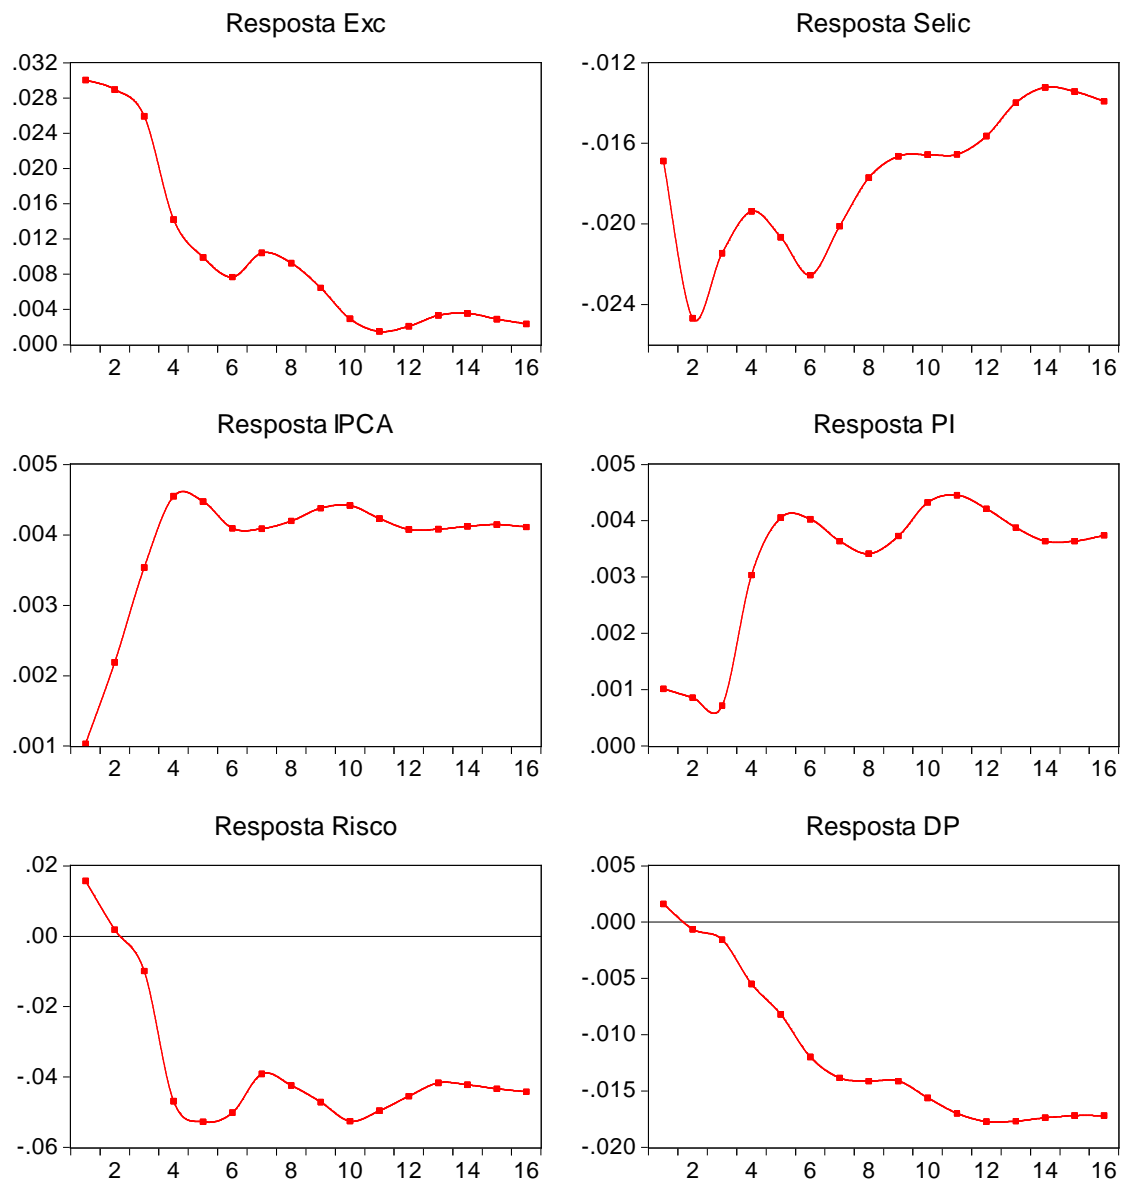 Resposta Exc
.032
.028
.024
.020
.016
.012
.008
.004
.000
2 4 6 8 10 12 14 16
Resposta Selic
-.012
-.016
-.020
-.024
2 4 6 8 10 12 14 16
Resposta IPCA
.005
.004
.003
.002
.001
2 4 6 8 10 12 14 16
Resposta PI
.005
.004
.003
.002
.001
.000
2 4 6 8 10 12 14 16
Resposta Risco
.02
.00
-.02
-.04
-.06
2 4 6 8 10 12 14 16
Resposta DP
.005
.000
-.005
-.010
-.015
-.020
2 4 6 8 10 12 14 16